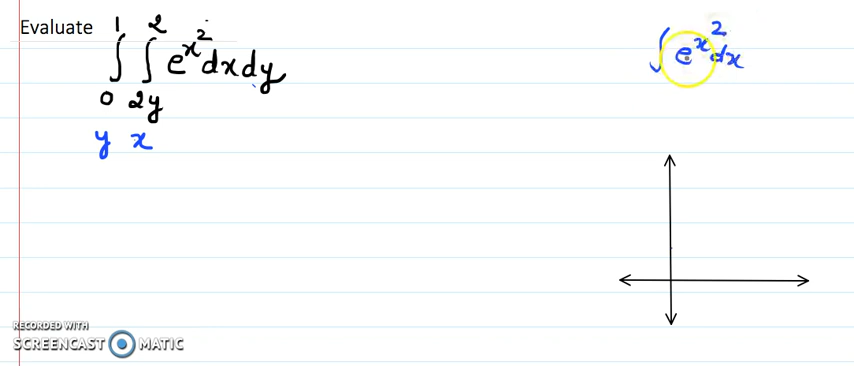 Evaluate ∫₀¹ ∫₂ᵧ² e^{x²} dx dy
y x
∫ e^{x²} dx
RECORDED WITH
SCREENCAST MATIC